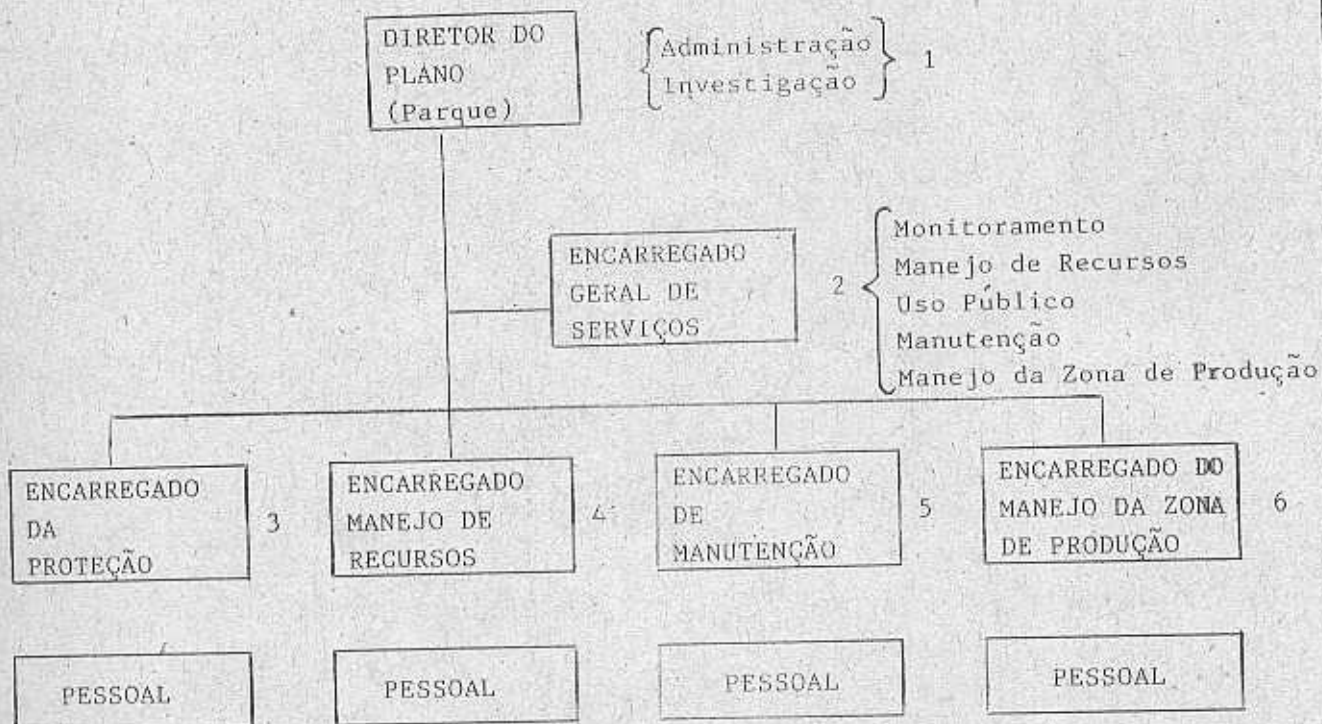 DIRETOR DO
PLANO
(Parque)
Administração
Investigação
1
ENCARREGADO
GERAL DE
SERVIÇOS
2
Monitoramento
Manejo de Recursos
Uso Público
Manutenção
Manejo da Zona de Produção
ENCARREGADO
DA
PROTEÇÃO
3
ENCARREGADO
MANEJO DE
RECURSOS
4
ENCARREGADO
DE
MANUTENÇÃO
5
ENCARREGADO DO
MANEJO DA ZONA
DE PRODUÇÃO
6
PESSOAL
PESSOAL
PESSOAL
PESSOAL